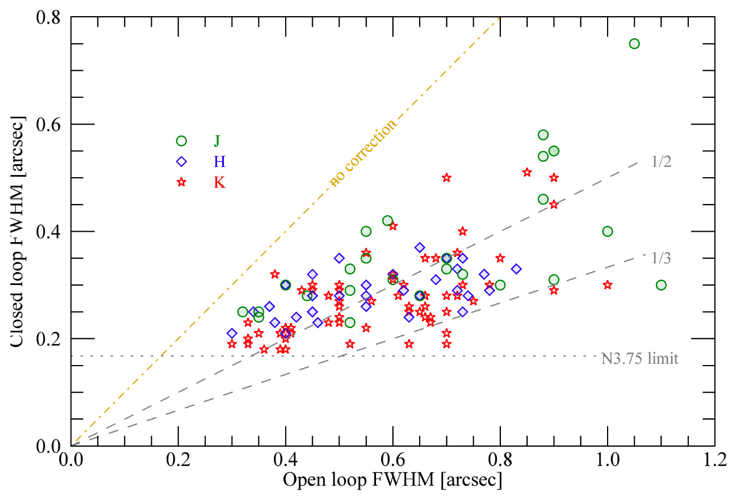 0.8
0.6
0.4
0.2
0.0
Closed loop FWHM [arcsec]
J
H
K
no correction
1/2
1/3
N3.75 limit
0.0 0.2 0.4 0.6 0.8 1.0 1.2
Open loop FWHM [arcsec]